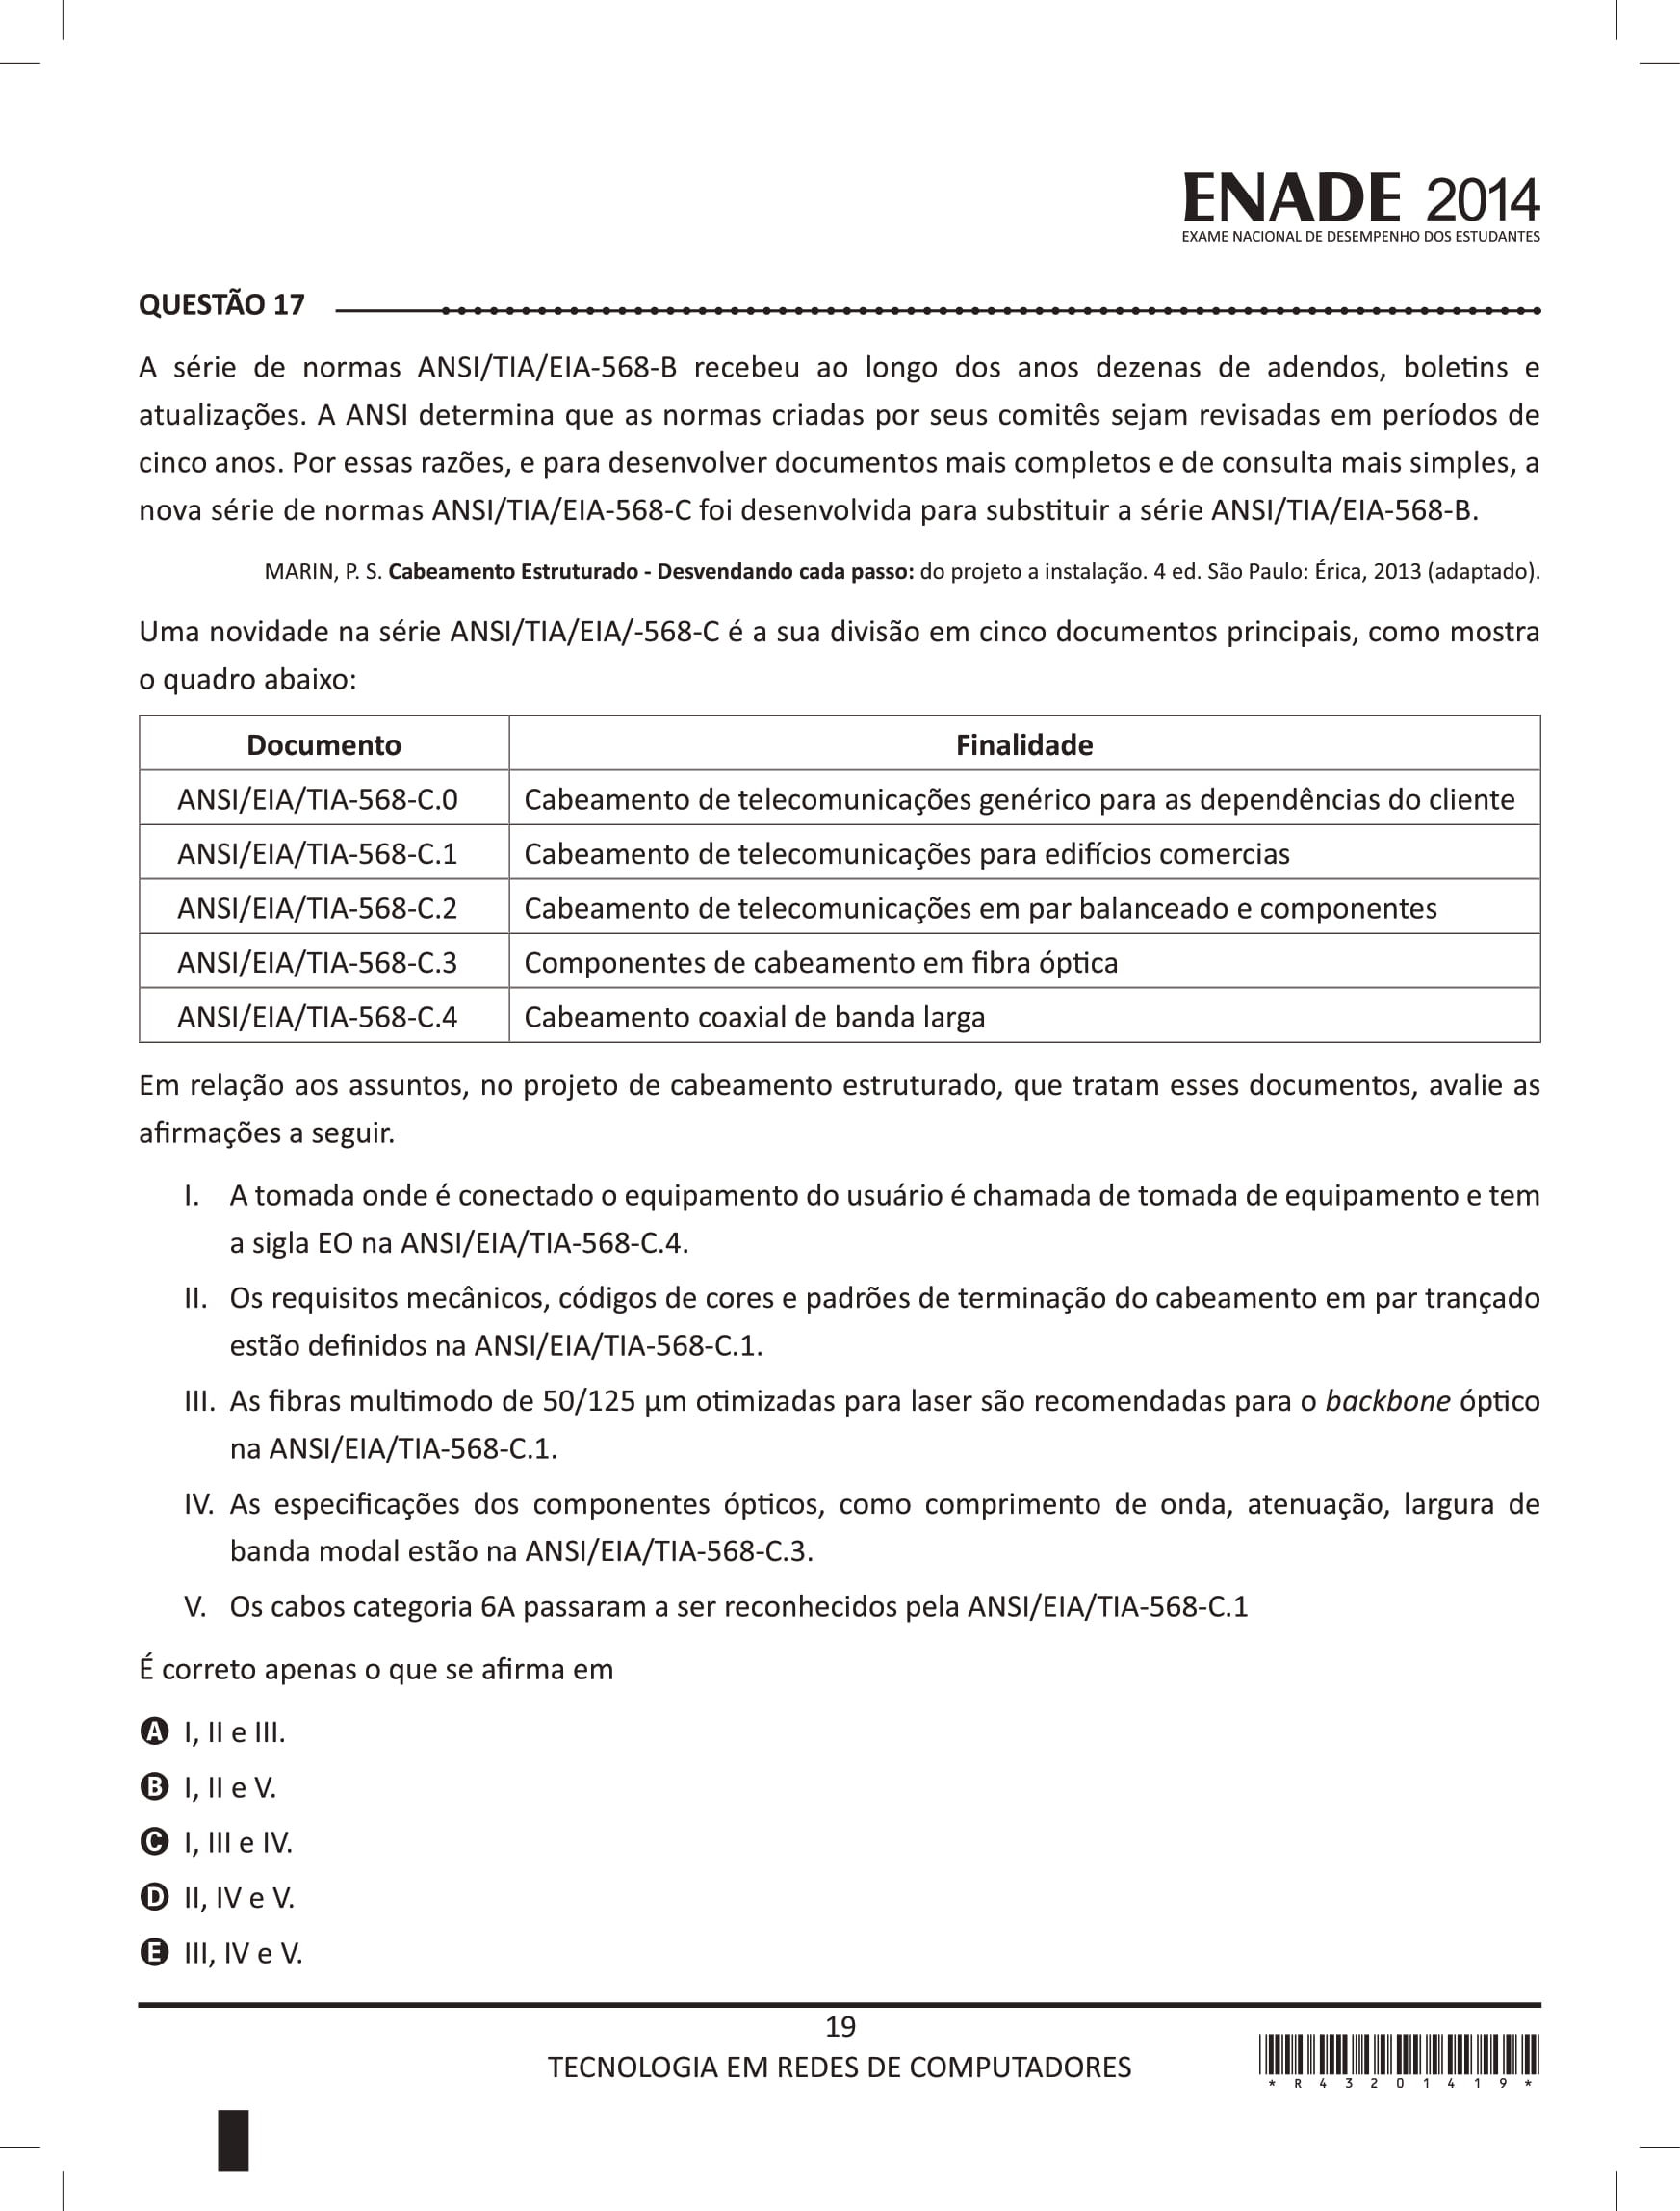 ENADE 2014
EXAME NACIONAL DE DESEMPENHO DOS ESTUDANTES
QUESTÃO 17
A série de normas ANSI/TIA/EIA-568-B recebeu ao longo dos anos dezenas de adendos, boletins e
atualizações. A ANSI determina que as normas criadas por seus comitês sejam revisadas em períodos de
cinco anos. Por essas razões, e para desenvolver documentos mais completos e de consulta mais simples, a
nova série de normas ANSI/TIA/EIA-568-C foi desenvolvida para substituir a série ANSI/TIA/EIA-568-B.
MARIN, P. S. Cabeamento Estruturado - Desvendando cada passo: do projeto a instalação. 4 ed. São Paulo: Érica, 2013 (adaptado).
Uma novidade na série ANSI/TIA/EIA/-568-C é a sua divisão em cinco documentos principais, como mostra
o quadro abaixo:
Documento Finalidade
ANSI/EIA/TIA-568-C.0 Cabeamento de telecomunicações genérico para as dependências do cliente
ANSI/EIA/TIA-568-C.1 Cabeamento de telecomunicações para edifícios comercias
ANSI/EIA/TIA-568-C.2 Cabeamento de telecomunicações em par balanceado e componentes
ANSI/EIA/TIA-568-C.3 Componentes de cabeamento em fibra óptica
ANSI/EIA/TIA-568-C.4 Cabeamento coaxial de banda larga
Em relação aos assuntos, no projeto de cabeamento estruturado, que tratam esses documentos, avalie as
afirmações a seguir.
I. A tomada onde é conectado o equipamento do usuário é chamada de tomada de equipamento e tem
a sigla EO na ANSI/EIA/TIA-568-C.4.
II. Os requisitos mecânicos, códigos de cores e padrões de terminação do cabeamento em par trançado
estão definidos na ANSI/EIA/TIA-568-C.1.
III. As fibras multimodo de 50/125 µm otimizadas para laser são recomendadas para o backbone óptico
na ANSI/EIA/TIA-568-C.1.
IV. As especificações dos componentes ópticos, como comprimento de onda, atenuação, largura de
banda modal estão na ANSI/EIA/TIA-568-C.3.
V. Os cabos categoria 6A passaram a ser reconhecidos pela ANSI/EIA/TIA-568-C.1
É correto apenas o que se afirma em
A I, II e III.
B I, II e V.
C I, III e IV.
D II, IV e V.
E III, IV e V.
19
TECNOLOGIA EM REDES DE COMPUTADORES
* R 4 3 2 0 1 4 1 9 *